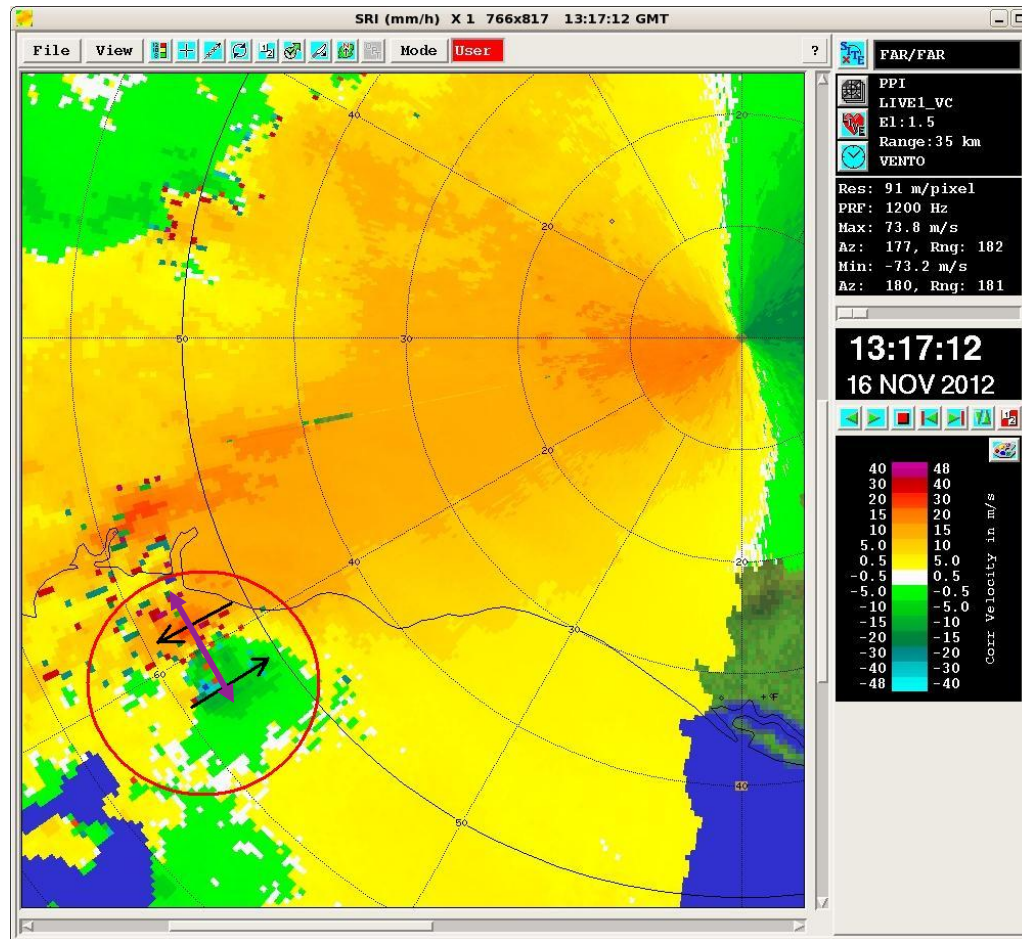 SRI (mm/h) X 1 766x817 13:17:12 GMT
File View Mode User ?
FAR/FAR
PPI
LIVE1_VC
El:1.5
Range:35 km
VENTO
Res: 91 m/pixel
PRF: 1200 Hz
Max: 73.8 m/s
Az: 177, Rng: 182
Min: -73.2 m/s
Az: 180, Rng: 181
13:17:12
16 NOV 2012
40 48
30 40
20 30
15 20
10 15
5.0 10
0.5 5.0
-0.5 0.5
-5.0 -0.5
-10 -5.0
-15 -10
-20 -15
-30 -20
-40 -30
-48 -40
Corr Velocity in m/s
40
20
20
50
30
20
40
20
60
30
40
50